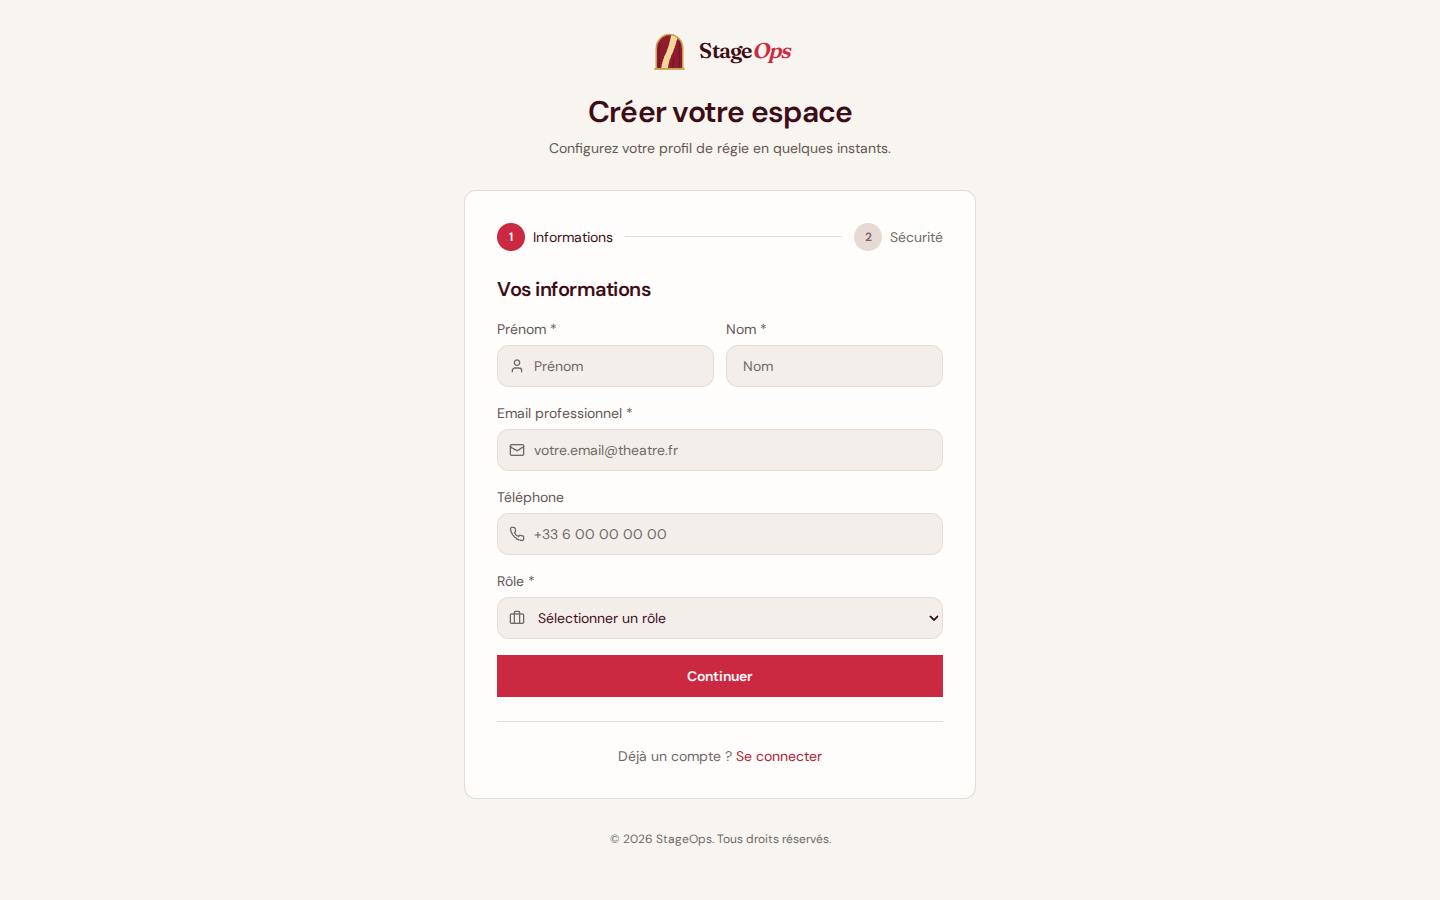 StageOps
Créer votre espace
Configurez votre profil de régie en quelques instants.
1 Informations 2 Sécurité
Vos informations
Prénom * Nom *
Prénom Nom
Email professionnel *
votre.email@theatre.fr
Téléphone
+33 6 00 00 00 00
Rôle *
Sélectionner un rôle
Continuer
Déjà un compte ? Se connecter
© 2026 StageOps. Tous droits réservés.